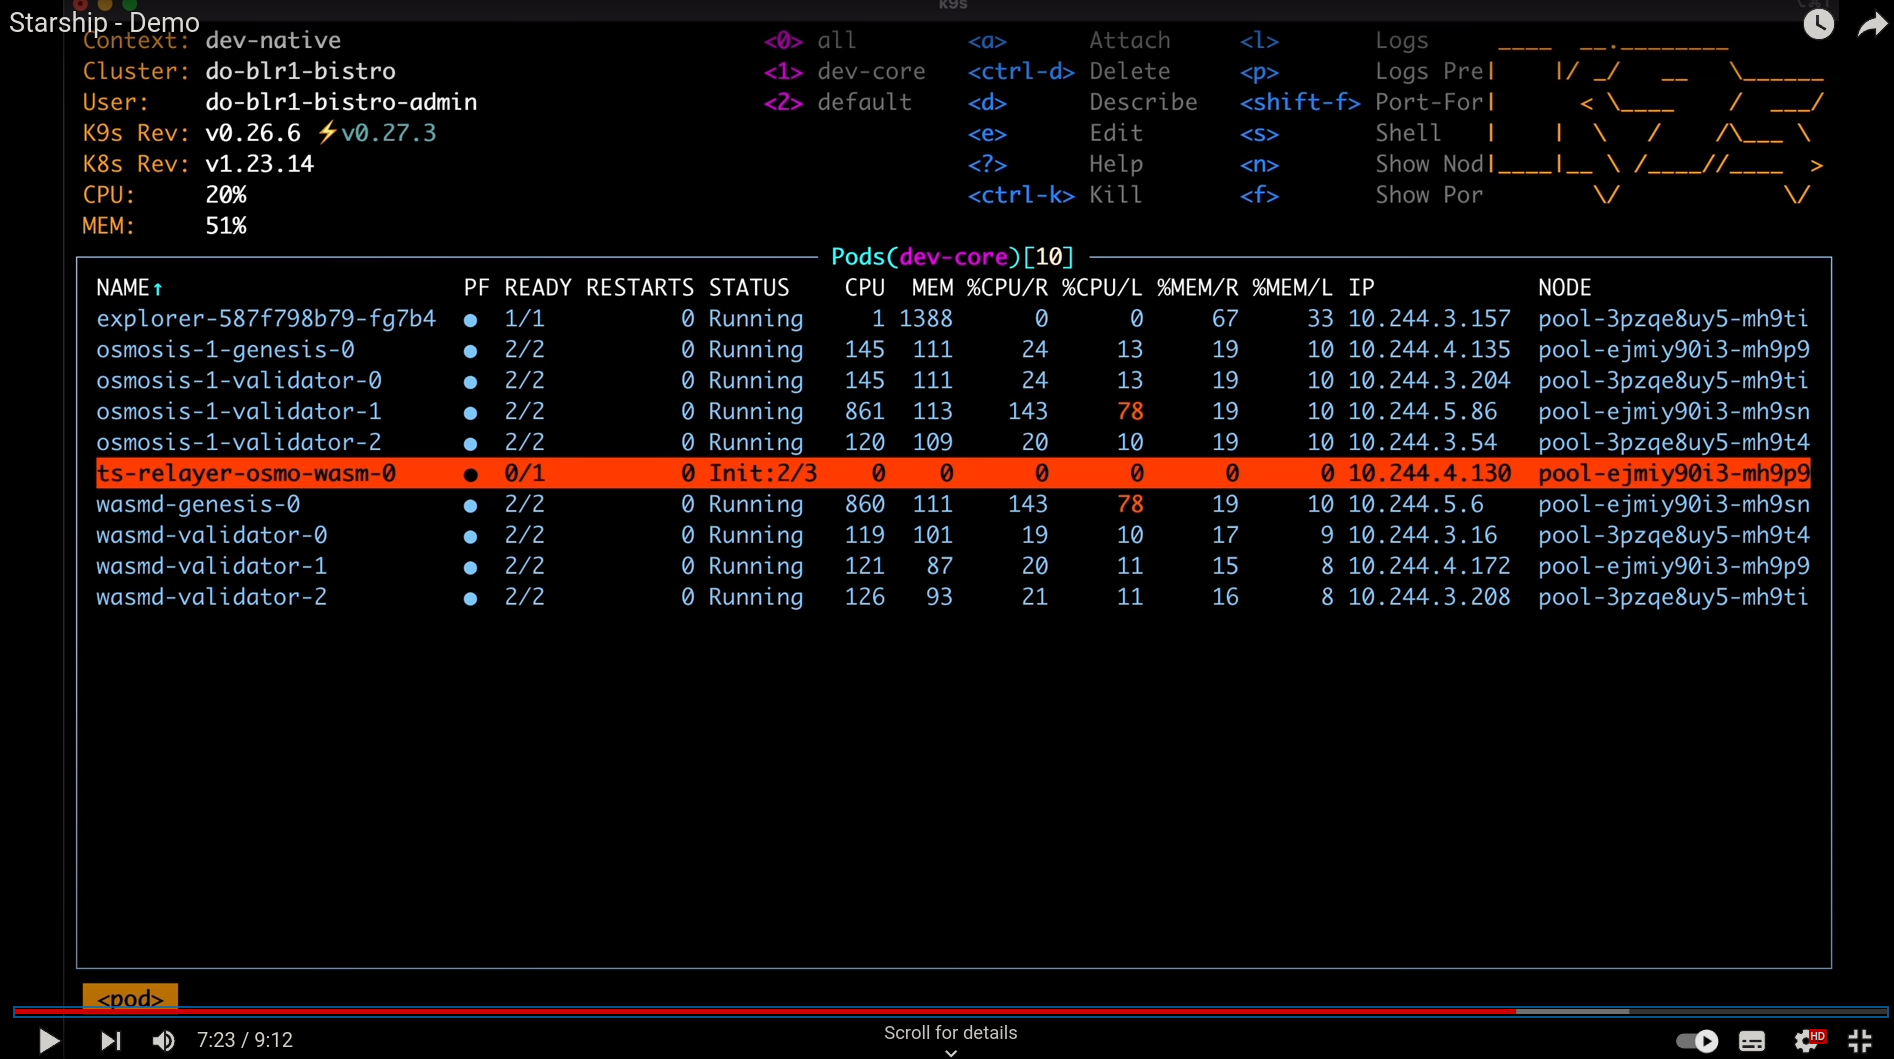 k9s
Starship - Demo
Context: dev-native <0> all <a> Attach <l> Logs
Cluster: do-blr1-bistro <1> dev-core <ctrl-d> Delete <p> Logs Pre
User: do-blr1-bistro-admin <2> default <d> Describe <shift-f> Port-For
K9s Rev: v0.26.6 ⚡v0.27.3 <e> Edit <s> Shell
K8s Rev: v1.23.14 <?> Help <n> Show Nod
CPU: 20% <ctrl-k> Kill <f> Show Por
MEM: 51%
Pods(dev-core)[10]
NAME↑ PF READY RESTARTS STATUS CPU MEM %CPU/R %CPU/L %MEM/R %MEM/L IP NODE
explorer-587f798b79-fg7b4 ● 1/1 0 Running 1 1388 0 0 67 33 10.244.3.157 pool-3pzqe8uy5-mh9ti
osmosis-1-genesis-0 ● 2/2 0 Running 145 111 24 13 19 10 10.244.4.135 pool-ejmiy90i3-mh9p9
osmosis-1-validator-0 ● 2/2 0 Running 145 111 24 13 19 10 10.244.3.204 pool-3pzqe8uy5-mh9ti
osmosis-1-validator-1 ● 2/2 0 Running 861 113 143 78 19 10 10.244.5.86 pool-ejmiy90i3-mh9sn
osmosis-1-validator-2 ● 2/2 0 Running 120 109 20 10 19 10 10.244.3.54 pool-3pzqe8uy5-mh9t4
ts-relayer-osmo-wasm-0 ● 0/1 0 Init:2/3 0 0 0 0 0 0 10.244.4.130 pool-ejmiy90i3-mh9p9
wasmd-genesis-0 ● 2/2 0 Running 860 111 143 78 19 10 10.244.5.6 pool-ejmiy90i3-mh9sn
wasmd-validator-0 ● 2/2 0 Running 119 101 19 10 17 9 10.244.3.16 pool-3pzqe8uy5-mh9t4
wasmd-validator-1 ● 2/2 0 Running 121 87 20 11 15 8 10.244.4.172 pool-ejmiy90i3-mh9p9
wasmd-validator-2 ● 2/2 0 Running 126 93 21 11 16 8 10.244.3.208 pool-3pzqe8uy5-mh9ti
<pod>
7:23 / 9:12
Scroll for details
HD